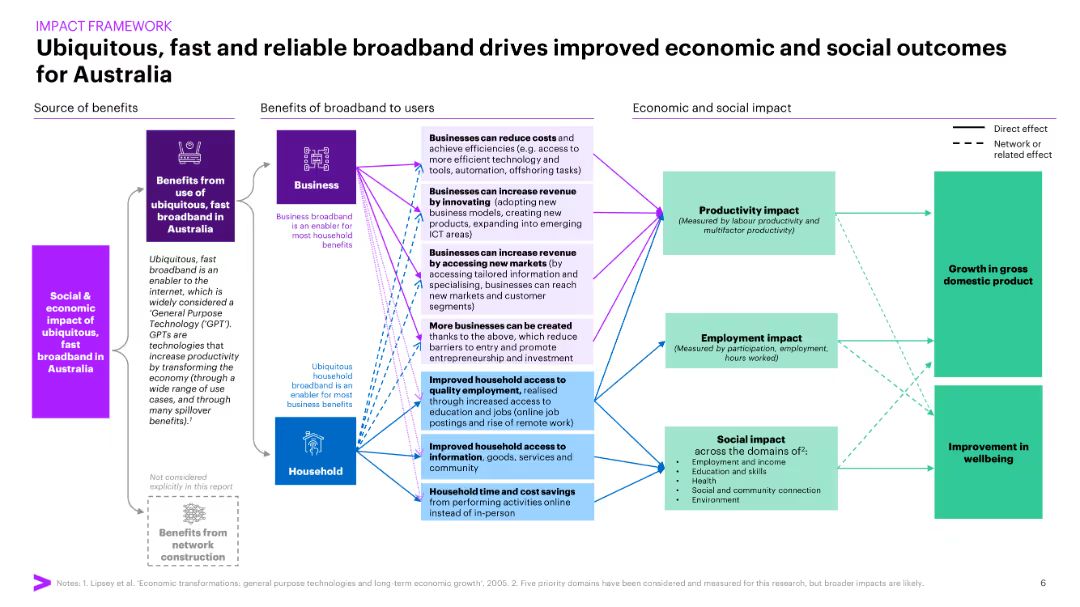 IMPACT FRAMEWORK
Ubiquitous, fast and reliable broadband drives improved economic and social outcomes
for Australia
Source of benefits
Benefits of broadband to users
Economic and social impact
Direct effect
Network or
related effect
Social &
economic
impact of
ubiquitous,
fast
broadband in
Australia
Benefits from
use of
ubiquitous, fast
broadband in
Australia
Ubiquitous, fast
broadband is an
enabler to the
internet, which is
widely considered a
'General Purpose
Technology ('GPT').
GPTs are
technologies that
increase productivity
by transforming the
economy (through a
wide range of use
cases, and through
many spillover
benefits).¹
Not considered
explicitly in this report
Benefits from
network
construction
Business
Business broadband
is an enabler for
most household
benefits
Ubiquitous
household
broadband is an
enabler for most
business benefits
Household
Businesses can reduce costs and
achieve efficiencies (e.g. access to
more efficient technology and
tools, automation, offshoring tasks)
Businesses can increase revenue
by innovating (adopting new
business models, creating new
products, expanding into emerging
ICT areas)
Businesses can increase revenue
by accessing new markets (by
accessing tailored information and
specialising, businesses can reach
new markets and customer
segments)
More businesses can be created
thanks to the above, which reduce
barriers to entry and promote
entrepreneurship and investment
Improved household access to
quality employment, realised
through increased access to
education and jobs (online job
postings and rise of remote work)
Improved household access to
information, goods, services and
community
Household time and cost savings
from performing activities online
instead of in-person
Productivity impact
(Measured by labour productivity and
multifactor productivity)
Employment impact
(Measured by participation, employment,
hours worked)
Social impact
across the domains of²:
• Employment and income
• Education and skills
• Health
• Social and community connection
• Environment
Growth in gross
domestic product
Improvement in
wellbeing
Notes: 1. Lipsey et al. 'Economic transformations: general purpose technologies and long-term economic growth', 2005. 2. Five priority domains have been considered and measured for this research, but broader impacts are likely.
6